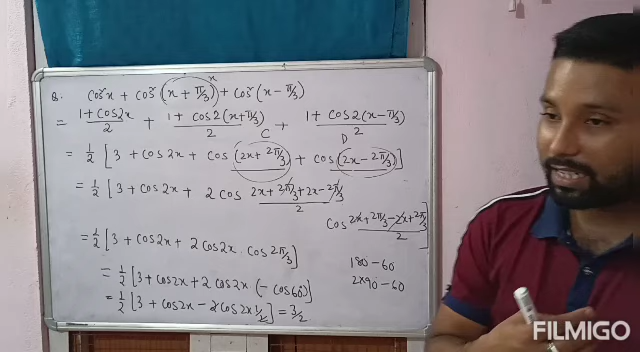 Q. cos²x + cos²(x + π/3) + cos²(x - π/3)
x
= 1 + cos2x/2 + 1 + cos2(x+π/3)/2 + 1 + cos2(x-π/3)/2
C D
= 1/2 [3 + cos2x + cos(2x + 2π/3) + cos(2x - 2π/3)]
= 1/2 [3 + cos2x + 2cos 2x + 2π/3 + 2x - 2π/3/2
cos 2x + 2π/3 - 2x + 2π/3/2]
= 1/2 [3 + cos2x + 2cos2x. cos 2π/3]
180 - 60
= 1/2 [3 + cos2x + 2cos2x (- cos60)]
2×90 - 60
= 1/2 [3 + cos2x - 2cos2x 1/2] = 3/2
FILMIGO